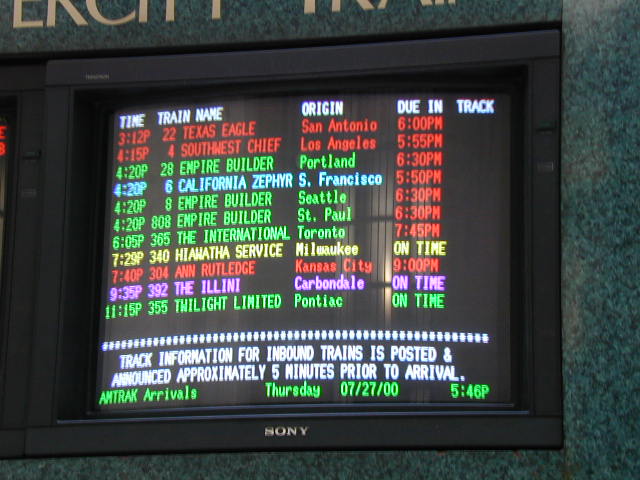 ERCITY TRAI
TRINITRON
TIME TRAIN NAME ORIGIN DUE IN TRACK
3:12P 22 TEXAS EAGLE San Antonio 6:00PM
4:15P 4 SOUTHWEST CHIEF Los Angeles 5:55PM
4:20P 28 EMPIRE BUILDER Portland 6:30PM
4:20P 6 CALIFORNIA ZEPHYR S. Francisco 5:50PM
4:20P 8 EMPIRE BUILDER Seattle 6:30PM
4:20P 808 EMPIRE BUILDER St. Paul 6:30PM
6:05P 365 THE INTERNATIONAL Toronto 7:45PM
7:29P 340 HIAWATHA SERVICE Milwaukee ON TIME
7:40P 304 ANN RUTLEDGE Kansas City 9:00PM
9:35P 392 THE ILLINI Carbondale ON TIME
11:15P 355 TWILIGHT LIMITED Pontiac ON TIME
TRACK INFORMATION FOR INBOUND TRAINS IS POSTED &
ANNOUNCED APPROXIMATELY 5 MINUTES PRIOR TO ARRIVAL.
AMTRAK Arrivals Thursday 07/27/00 5:46P
SONY